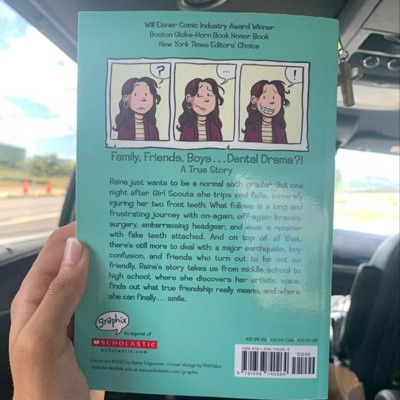 Will Eisner Comic Industry Award Winner
Boston Globe-Horn Book Honor Book
New York Times Editors' Choice
?
...
!
Family, Friends, Boys...Dental Drama?!
A True Story
Raina just wants to be a normal sixth grader. But one
night after Girl Scouts she trips and falls, severely
injuring her two front teeth. What follows is a long and
frustrating journey with on-again, off-again braces,
surgery, embarrassing headgear, and even a retainer
with fake teeth attached. And on top of all that,
there's still more to deal with: a major earthquake, boy
confusion, and friends who turn out to be not so
friendly. Raina's story takes us from middle school to
high school, where she discovers her artistic voice,
finds out what true friendship really means, and where
she can finally...smile.
graphix
An Imprint of
SCHOLASTIC
scholastic.com